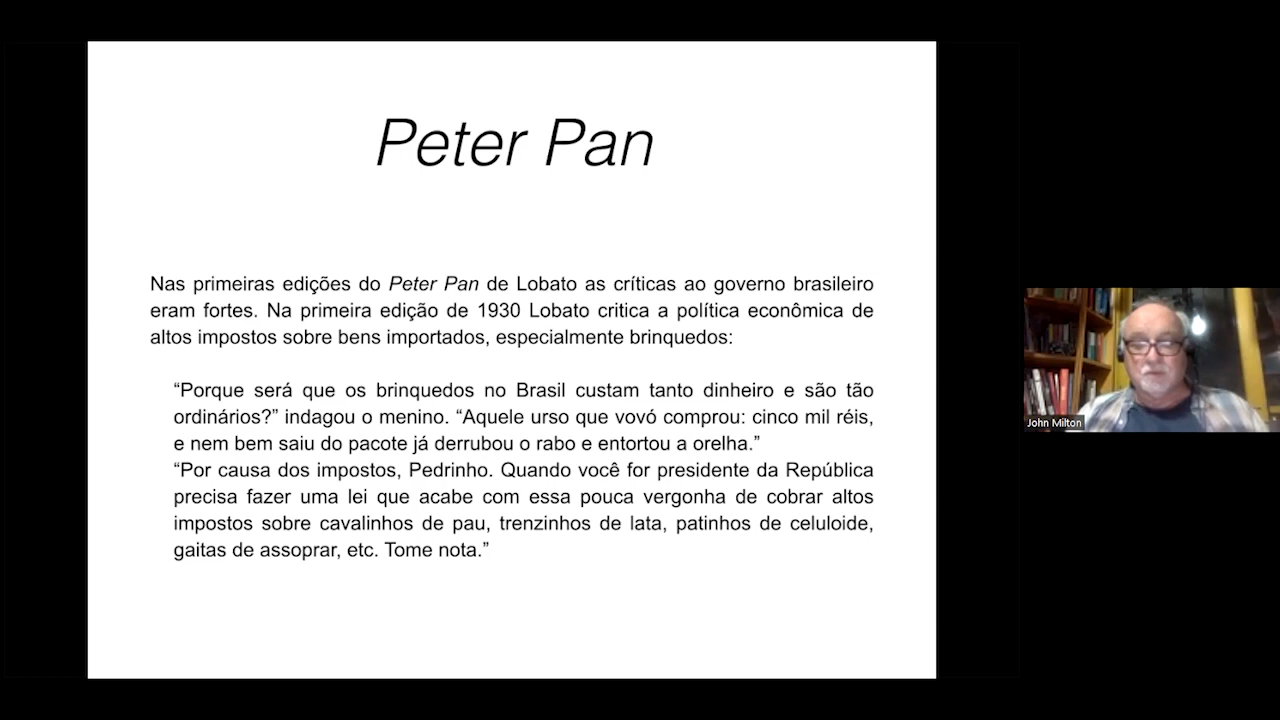 Peter Pan
Nas primeiras edições do Peter Pan de Lobato as críticas ao governo brasileiro
eram fortes. Na primeira edição de 1930 Lobato critica a política econômica de
altos impostos sobre bens importados, especialmente brinquedos:
“Porque será que os brinquedos no Brasil custam tanto dinheiro e são tão
ordinários?” indagou o menino. “Aquele urso que vovó comprou: cinco mil réis,
e nem bem saiu do pacote já derrubou o rabo e entortou a orelha.”
“Por causa dos impostos, Pedrinho. Quando você for presidente da República
precisa fazer uma lei que acabe com essa pouca vergonha de cobrar altos
impostos sobre cavalinhos de pau, trenzinhos de lata, patinhos de celuloide,
gaitas de assoprar, etc. Tome nota.”
John Milton